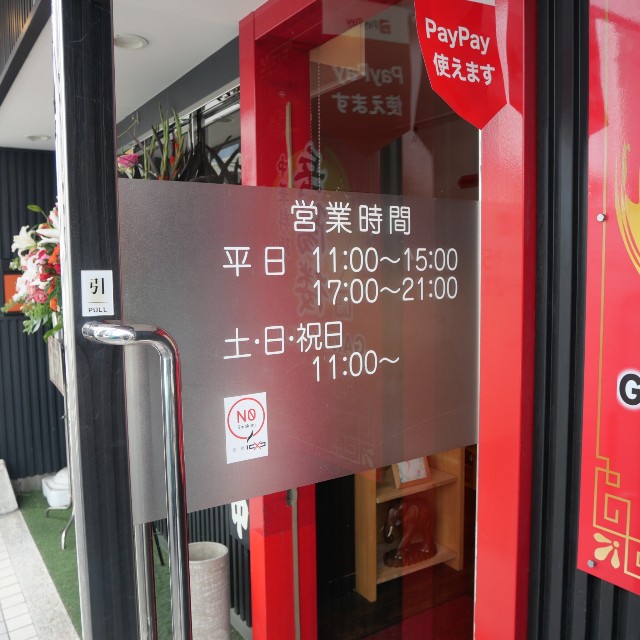 PayPay
使えます
営業時間
平日 11:00〜15:00
17:00〜21:00
土・日・祝日
11:00〜
引
PULL
NO
G